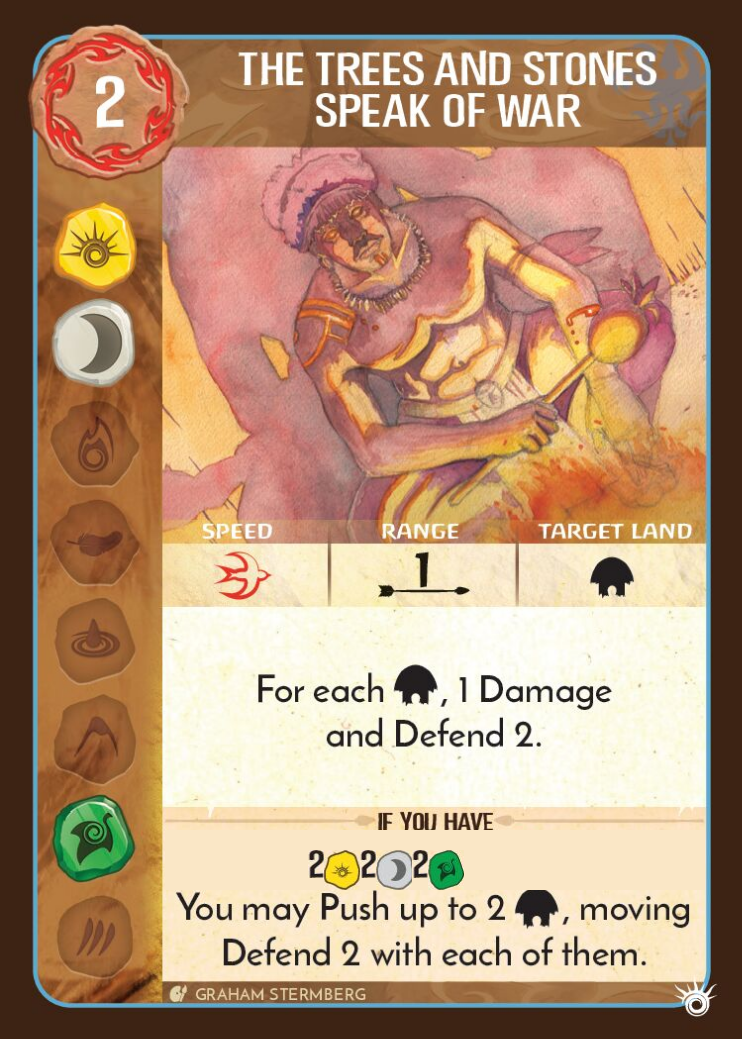 2
THE TREES AND STONES
SPEAK OF WAR
SPEED RANGE TARGET LAND
1
For each , 1 Damage
and Defend 2.
IF YOU HAVE
2 2 2
You may Push up to 2 , moving
Defend 2 with each of them.
GRAHAM STERMBERG